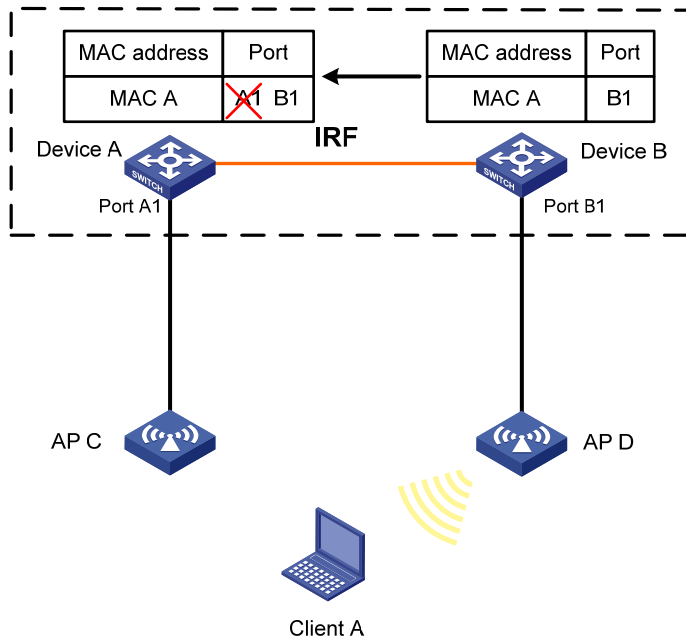 MAC address Port
MAC A A1 B1
MAC address Port
MAC A B1
IRF
Device A
SWITCH
Port A1
Device B
SWITCH
Port B1
AP C
AP D
Client A